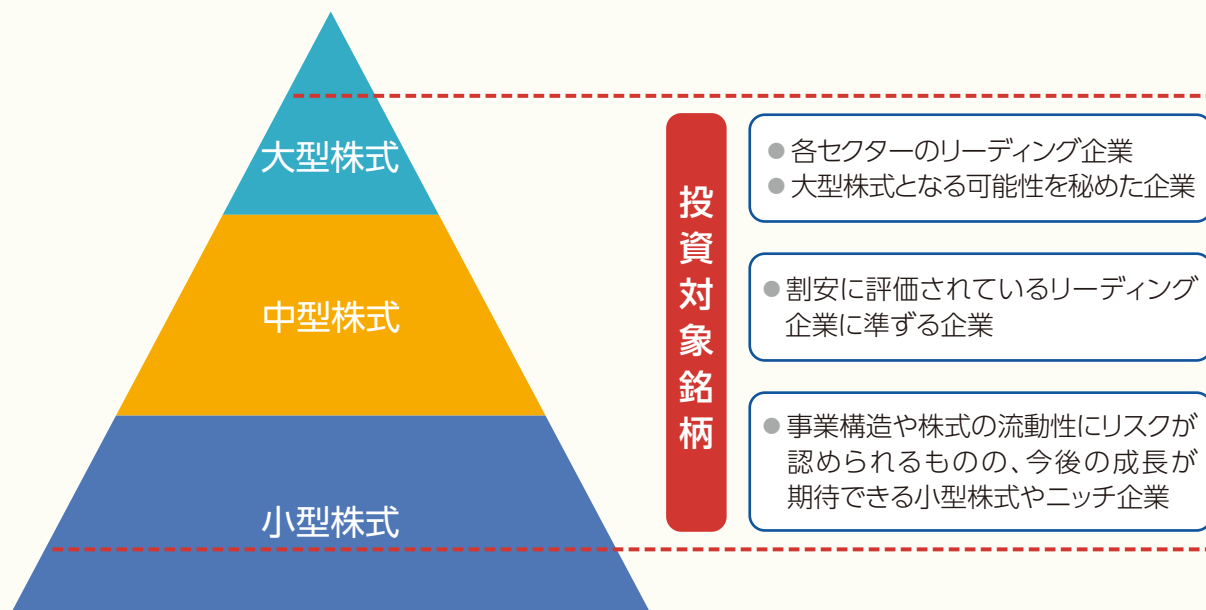 大型株式
中型株式
小型株式
投資対象銘柄
● 各セクターのリーディング企業
● 大型株式となる可能性を秘めた企業
● 割安に評価されているリーディング
企業に準ずる企業
● 事業構造や株式の流動性にリスクが
認められるものの、今後の成長が
期待できる小型株式やニッチ企業